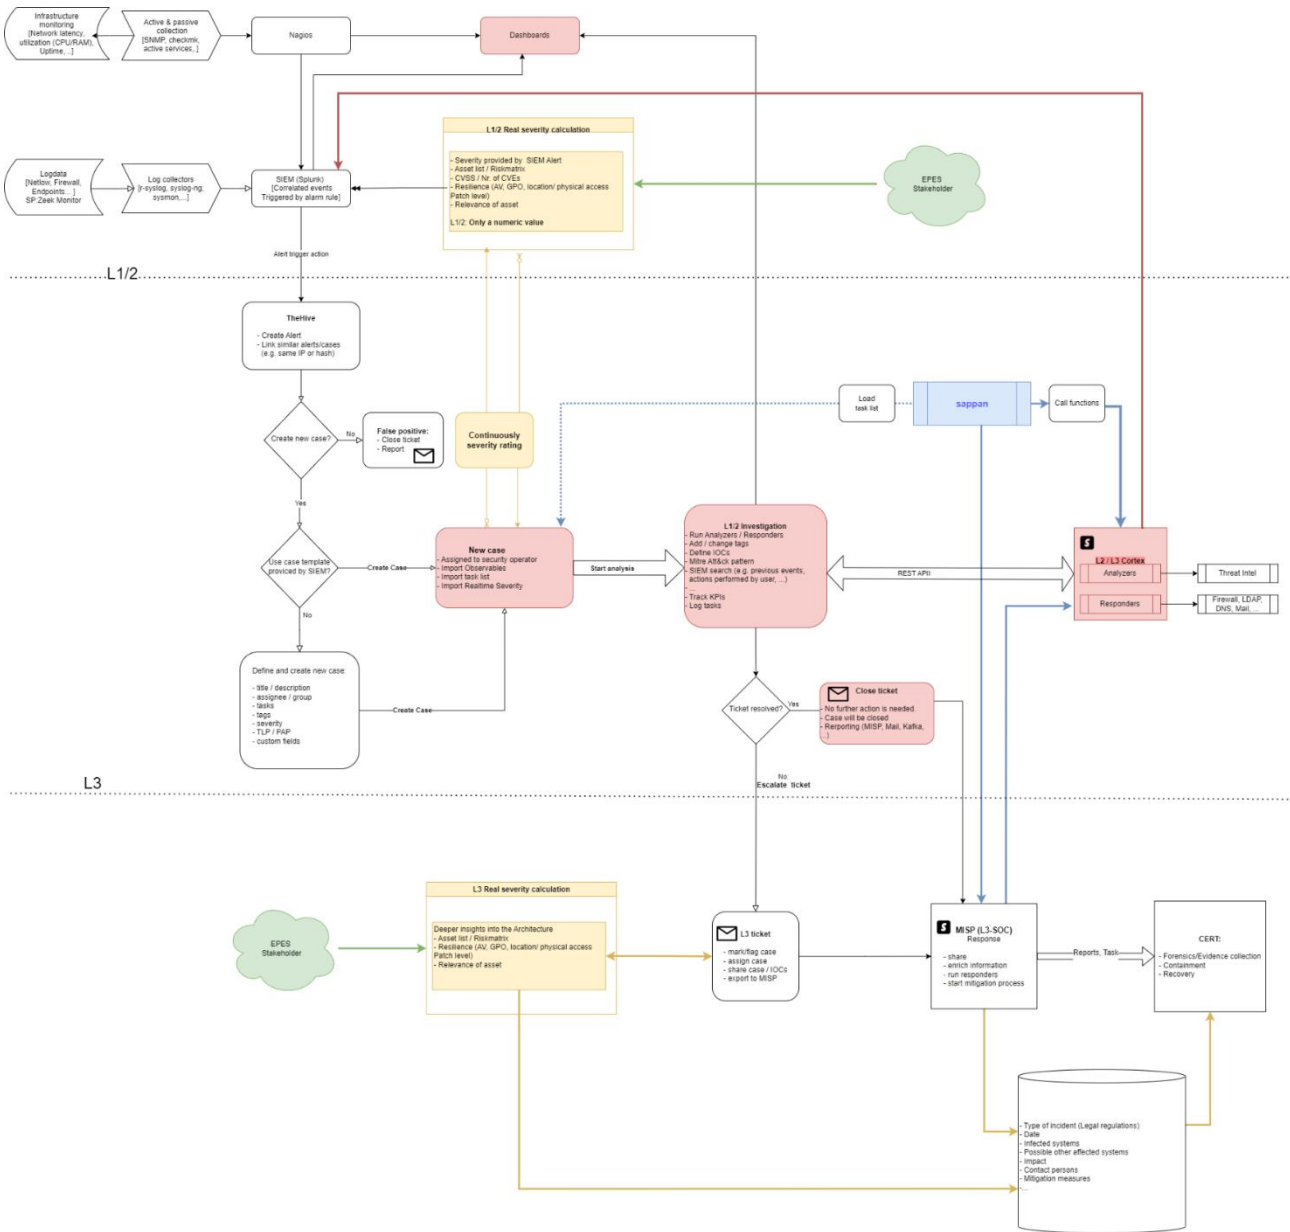 Infrastructure
monitoring
[Network latency,
utilization (CPU/RAM),
Uptime, ..]
Active & passive
collection
[SNMP, checkmk,
active services, ]
Nagios
Dashboards
L1/2 Real severity calculation
- Severity provided by  SIEM Alert
- Asset list / Riskmatrix
- CVSS / Nr. of CVEs
- Resilience (AV, GPO, location/ physical access
Patch level)
- Relevance of asset
L1/2: Only a numeric value
EPES
Stakeholder
Logdata
[Netlow, Firewall,
Endpoints... ]
SP:Zeek Monitor
Log collectors
[r-syslog, syslog-ng;
sysmon,...]
SIEM (Splunk)
[Correlated events
Triggered by alarm rule]
Alert trigger action
L1/2
TheHive
- Create Alert
- Link similar alerts/cases
(e.g. same IP or hash)
Load
task list
sappan
Call functions
Create new case?
No
False positive:
- Close ticket
- Report
Continuously
severity rating
Yes
Use case template
proviced by SIEM?
Create Case
New case
- Assigned to security operator
- Import Observables
- Import task list
- Import Realtime Severity
Start analysis
L1/2 Investigation
- Run Analyzers / Responders
- Add / change tags
- Define IOCs
- Mitre Att&ck pattern
- SIEM search (e.g. previous events,
actions performed by user, ...)
- ...
- Track KPIs
- Log tasks
REST APII
S
L2 / L3 Cortex
Analyzers
Threat Intel
Responders
Firewall, LDAP,
DNS, Mail, ...
No
Define and create new case:
- title / description
- assignee / group
- tasks
- tags
- severity
- TLP / PAP
- custom fields
Create Case
Ticket resolved?
Yes
Close ticket
- No further action is needed.
- Case will be closed
- Rerporting (MISP, Mail, Kafka,
...)
No:
Escalate  ticket
L3
L3 Real severity calculation
Deeper insights into the Architecture
- Asset list / Riskmatrix
- Resilience (AV, GPO, location/ physical access
Patch level)
- Relevance of asset
EPES
Stakeholder
L3 ticket
- mark/flag case
- assign case
- share case / IOCs
- export to MISP
S
MISP (L3-SOC)
Response
- share
- enrich information
- run responders
- start mitigation process
Reports, Task
CERT:
- Forensics/Evidence collection
- Containment
- Recovery
- Type of incident (Legal regulations)
- Date
- Infected systems
- Possible other affected systems
- Impact
- Contact persons
- Mitigation measures
-...